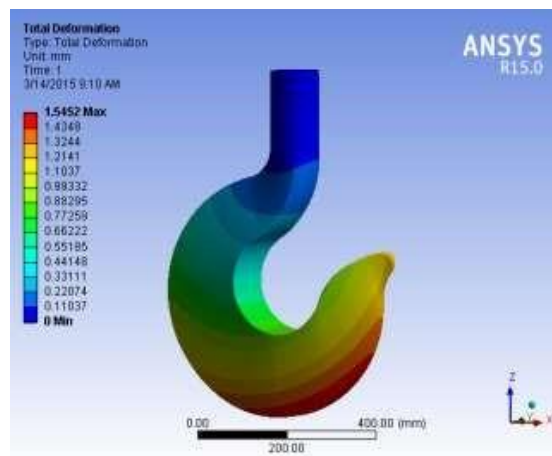 Total Deformation
Type: Total Deformation
Unit: mm
Time: 1
3/14/2015 9:10 AM
1.5452 Max
1.4348
1.3244
1.2141
1.1037
0.99332
0.88295
0.77259
0.66222
0.55185
0.44148
0.33111
0.22074
0.11037
0 Min
ANSYS
R15.0
0.00
400.00 (mm)
200.00
Z
Y
X